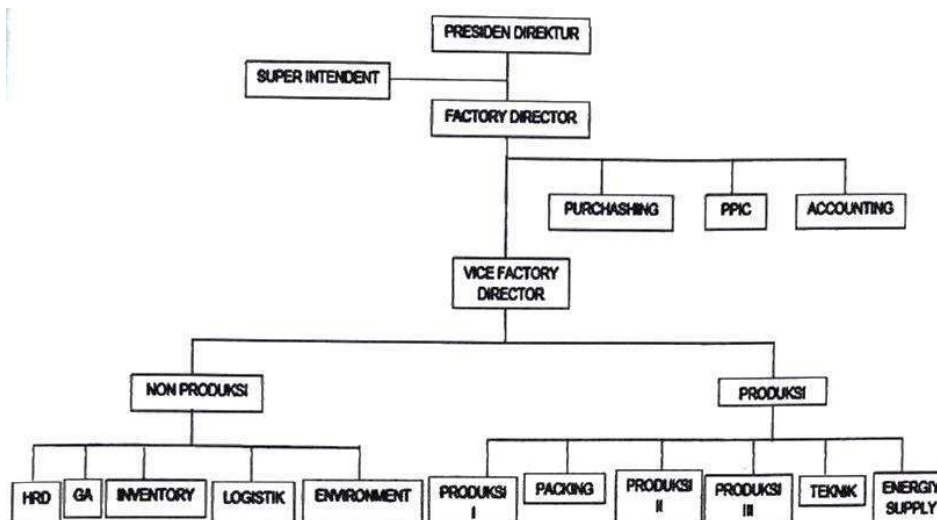 PRESIDEN DIREKTUR
SUPER INTENDENT
FACTORY DIRECTOR
PURCHASHING
PPIC
ACCOUNTING
VICE FACTORY
DIRECTOR
NON PRODUKSI
PRODUKSI
HRD
GA
INVENTORY
LOGISTIK
ENVIRONMENT
PRODUKSI
I
PACKING
PRODUKSI
II
PRODUKSI
III
TEKNIK
ENERGIY
SUPPLY